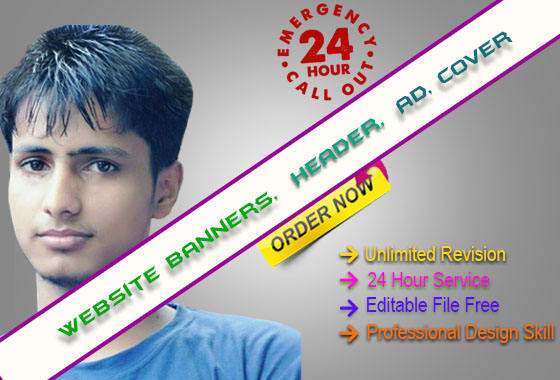 EMERGENCY
24
HOUR
CALL OUT
WEBSITE BANNERS, HEADER, AD, COVER
ORDER NOW
Unlimited Revision
24 Hour Service
Editable File Free
Professional Design Skill